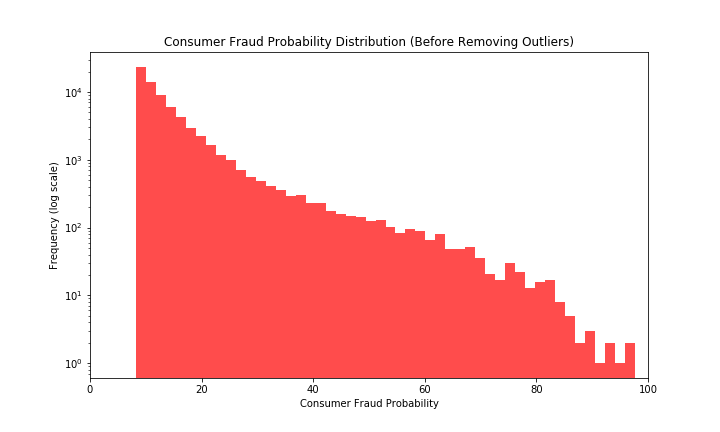 Consumer Fraud Probability Distribution (Before Removing Outliers)
Frequency (log scale)
10⁴
10³
10²
10¹
10⁰
0 20 40 60 80 100
Consumer Fraud Probability